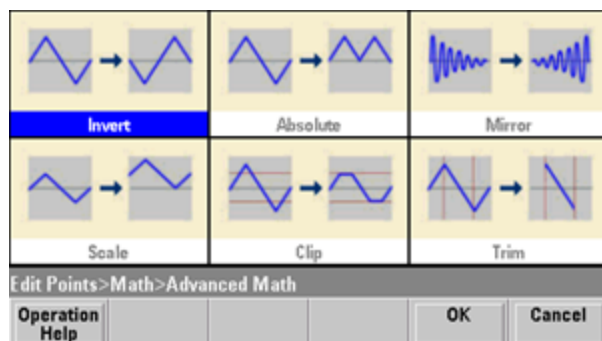 Invert
Absolute
Mirror
Scale
Clip
Trim
Edit Points>Math>Advanced Math
Operation
Help
OK
Cancel